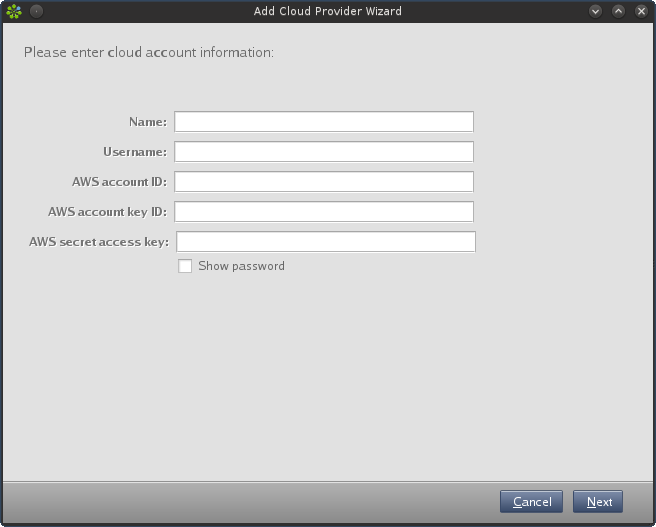 Add Cloud Provider Wizard
Please enter cloud account information:
Name:
Username:
AWS account ID:
AWS account key ID:
AWS secret access key:
Show password
Cancel Next